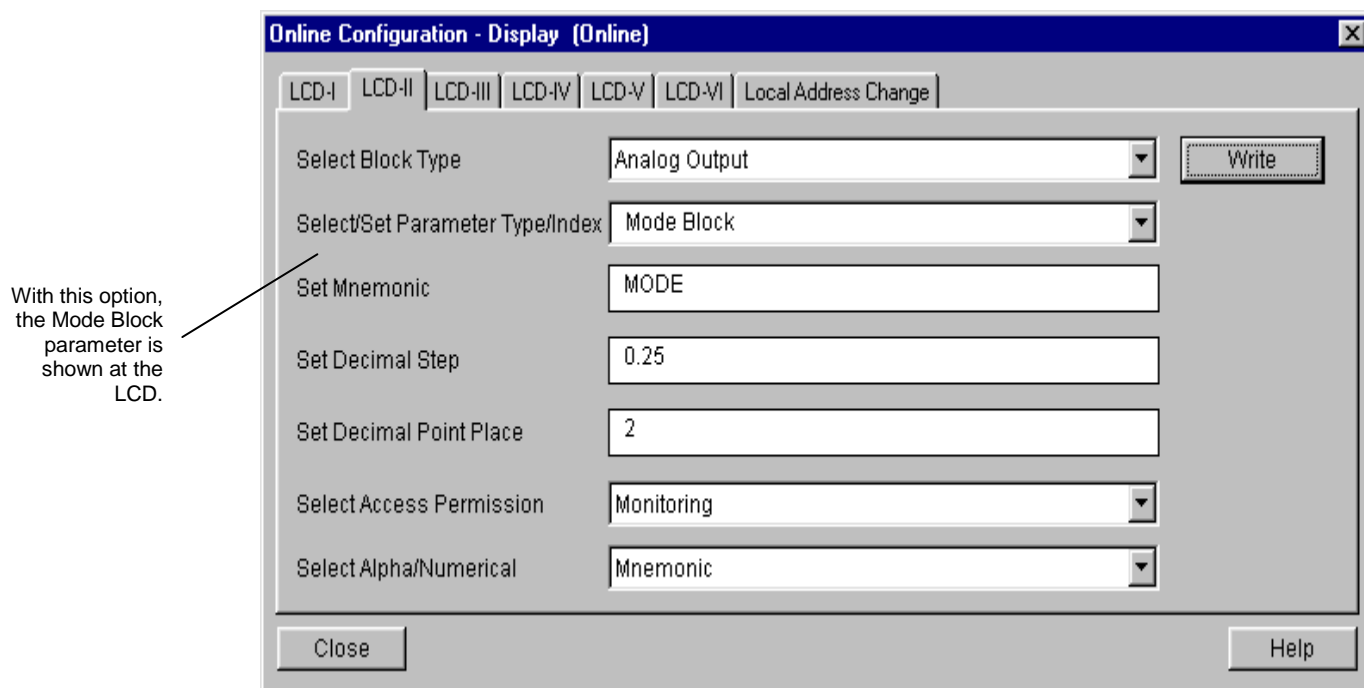 Online Configuration - Display (Online)
LCD-I LCD-II LCD-III LCD-IV LCD-V LCD-VI Local Address Change
Select Block Type Analog Output Write
Select/Set Parameter Type/Index Mode Block
With this option,
the Mode Block
parameter is
shown at the
LCD.
Set Mnemonic MODE
Set Decimal Step 0.25
Set Decimal Point Place 2
Select Access Permission Monitoring
Select Alpha/Numerical Mnemonic
Close Help